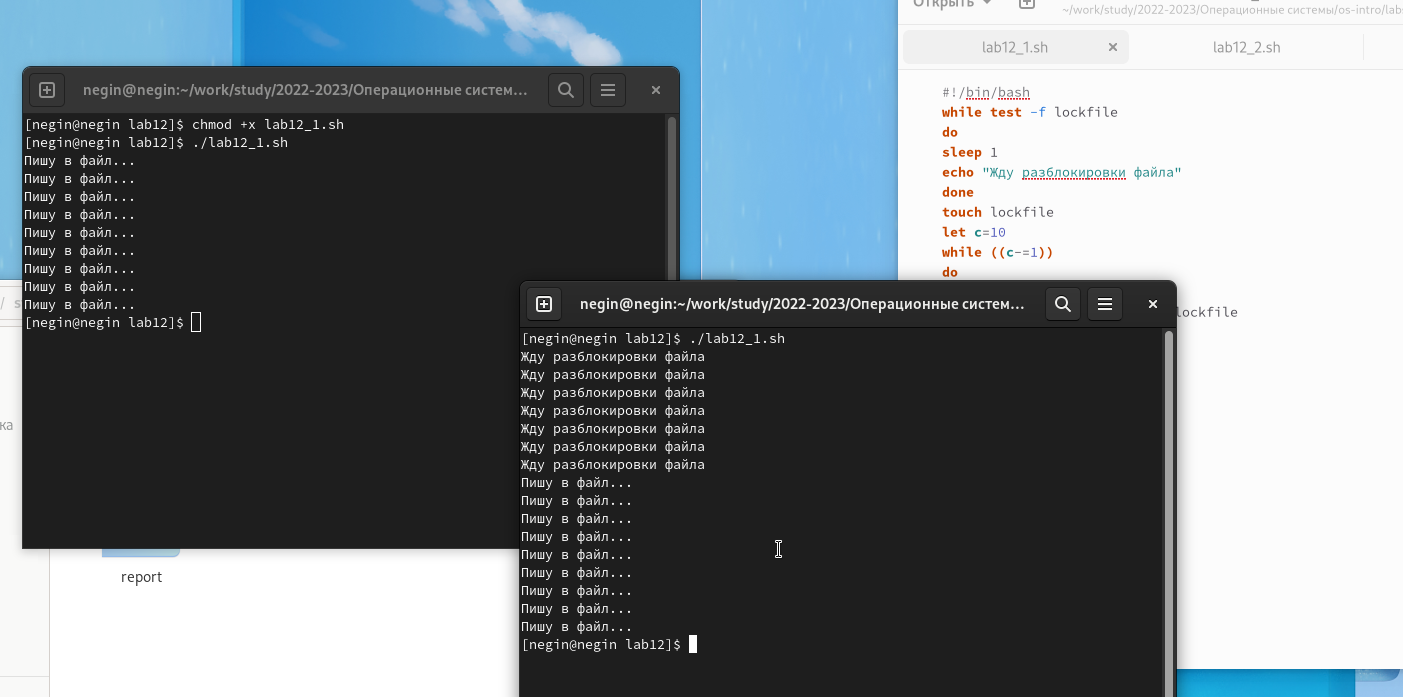 negin@negin:~/work/study/2022-2023/Операционные систем...
[negin@negin lab12]$ chmod +x lab12_1.sh
[negin@negin lab12]$ ./lab12_1.sh
Пишу в файл...
Пишу в файл...
Пишу в файл...
Пишу в файл...
Пишу в файл...
Пишу в файл...
Пишу в файл...
Пишу в файл...
Пишу в файл...
[negin@negin lab12]$
negin@negin:~/work/study/2022-2023/Операционные систем...
[negin@negin lab12]$ ./lab12_1.sh
Жду разблокировки файла
Жду разблокировки файла
Жду разблокировки файла
Жду разблокировки файла
Жду разблокировки файла
Жду разблокировки файла
Жду разблокировки файла
Пишу в файл...
Пишу в файл...
Пишу в файл...
Пишу в файл...
Пишу в файл...
Пишу в файл...
Пишу в файл...
Пишу в файл...
Пишу в файл...
[negin@negin lab12]$
Открыть
~/work/study/2022-2023/Операционные системы/os-intro/lab
lab12_1.sh
lab12_2.sh
#!/bin/bash
while test -f lockfile
do
sleep 1
echo "Жду разблокировки файла"
done
touch lockfile
let c=10
while ((c-=1))
do
lockfile
report